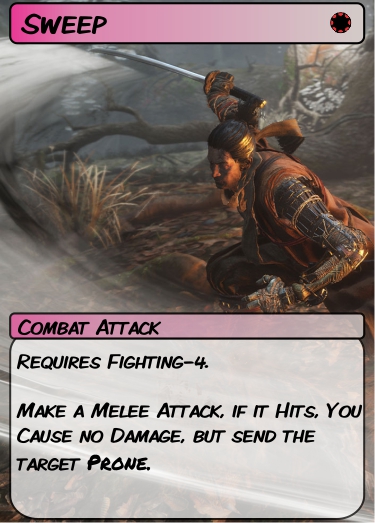 Sweep
Combat Attack
Requires Fighting-4.
Make a Melee Attack, if it Hits, You
Cause no Damage, but send the
target Prone.